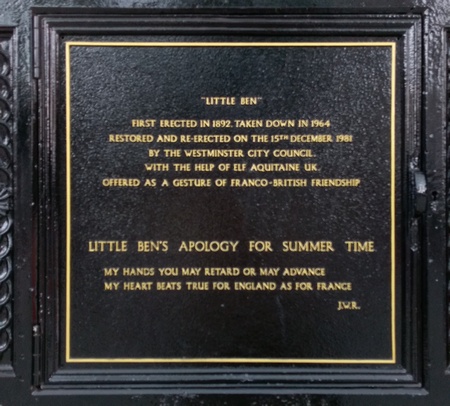 "LITTLE BEN"
FIRST ERECTED IN 1892. TAKEN DOWN IN 1964
RESTORED AND RE-ERECTED ON THE 15TH DECEMBER 1981
BY THE WESTMINSTER CITY COUNCIL.
WITH THE HELP OF ELF AQUITAINE UK.
OFFERED AS A GESTURE OF FRANCO-BRITISH FRIENDSHIP
LITTLE BEN'S APOLOGY FOR SUMMER TIME
MY HANDS YOU MAY RETARD OR MAY ADVANCE
MY HEART BEATS TRUE FOR ENGLAND AS FOR FRANCE
J.W.R.